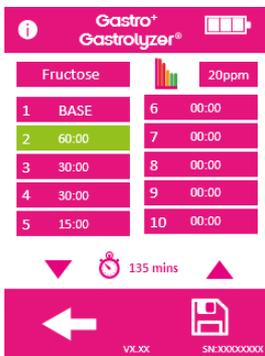 i
Gastro+
Gastrolyzer®
Fructose
20ppm
1 BASE
6 00:00
2 60:00
7 00:00
3 30:00
8 00:00
4 30:00
9 00:00
5 15:00
10 00:00
135 mins
VX.XX
SN:XXXXXXXX